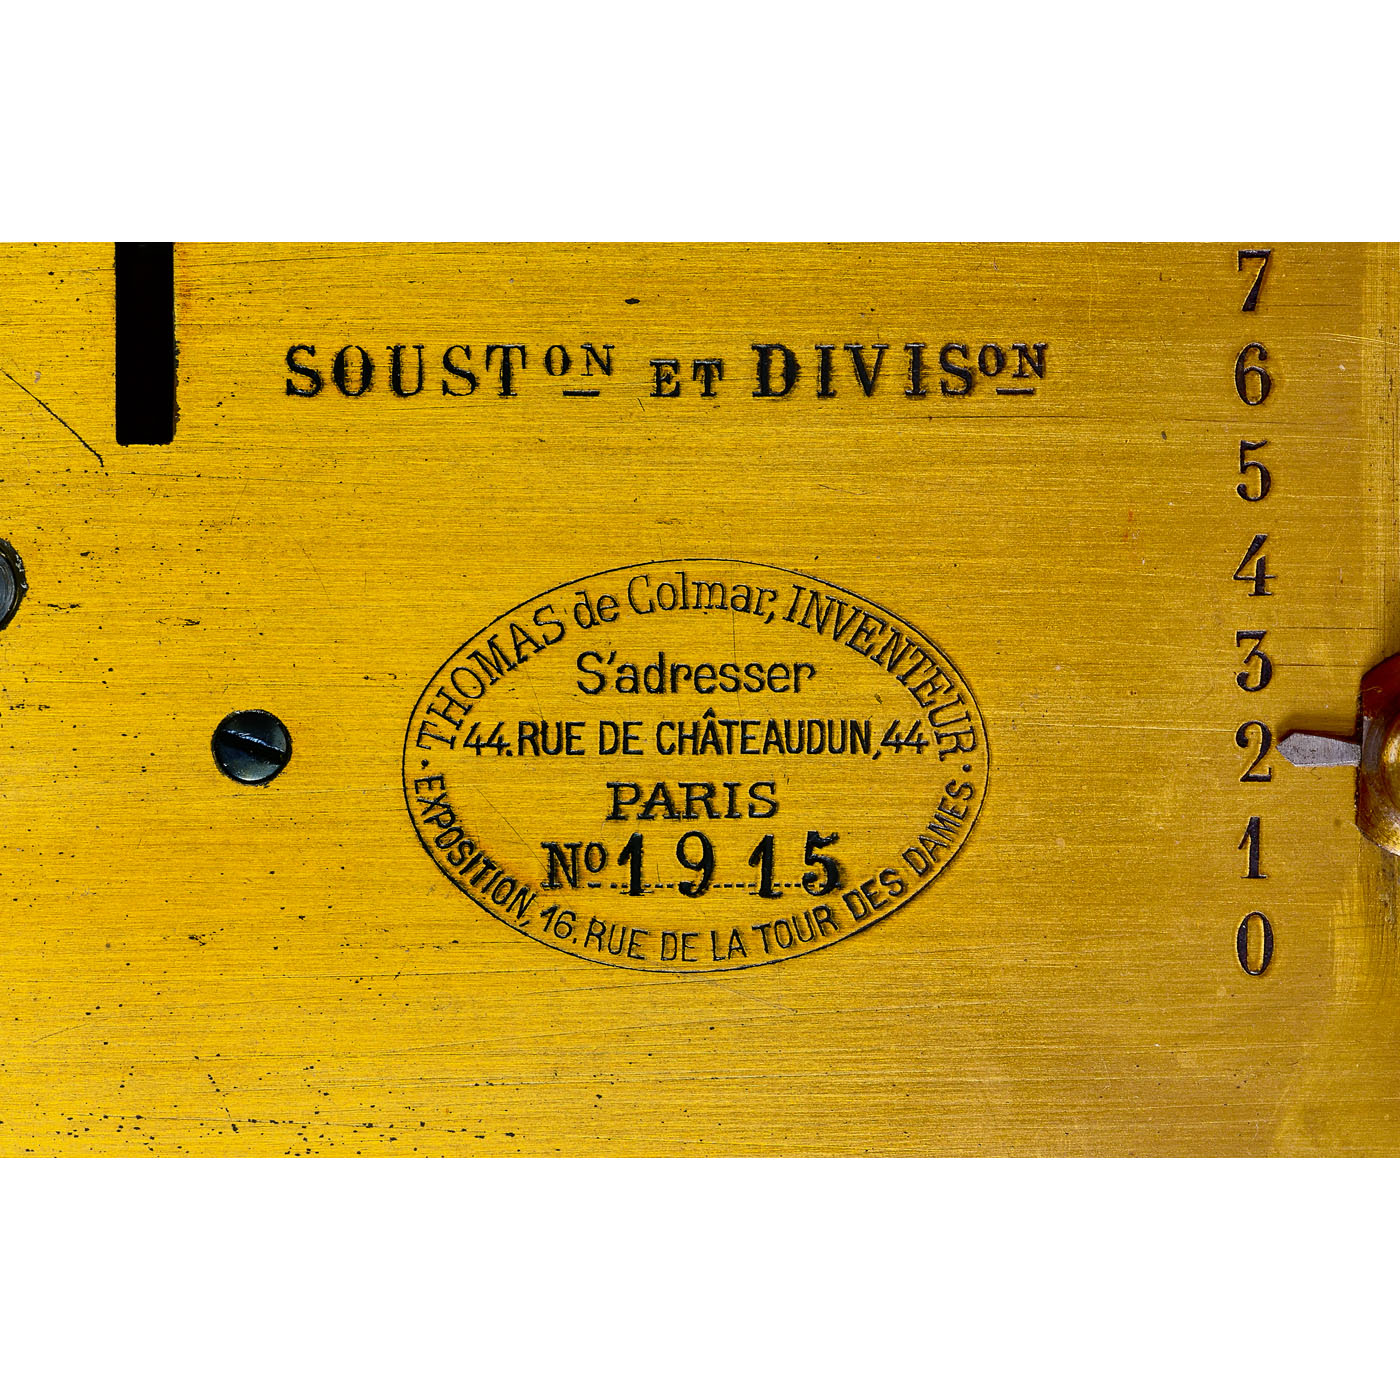 7
SOUSTON ET DIVISON
6
5
4
3
2
1
0
THOMAS de Colmar, INVENTEUR
S'adresser
44. RUE DE CHÂTEAUDUN, 44
PARIS
No 1915
EXPOSITION, 16. RUE DE LA TOUR DES DAMES